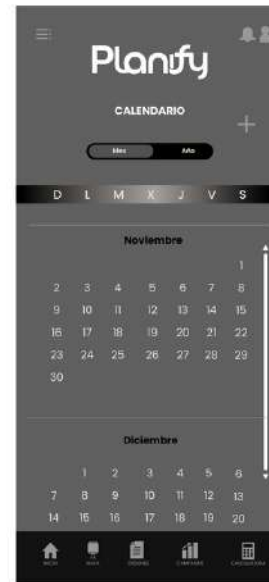 Planify
CALENDARIO
Mes Año
D L M X J V S
Noviembre
1
2 3 4 5 6 7 8
9 10 11 12 13 14 15
16 17 18 19 20 21 22
23 24 25 26 27 28 29
30
Diciembre
1 2 3 4 5 6
7 8 9 10 11 12 13
14 15 16 17 18 19 20
INICIO CALCULADORA